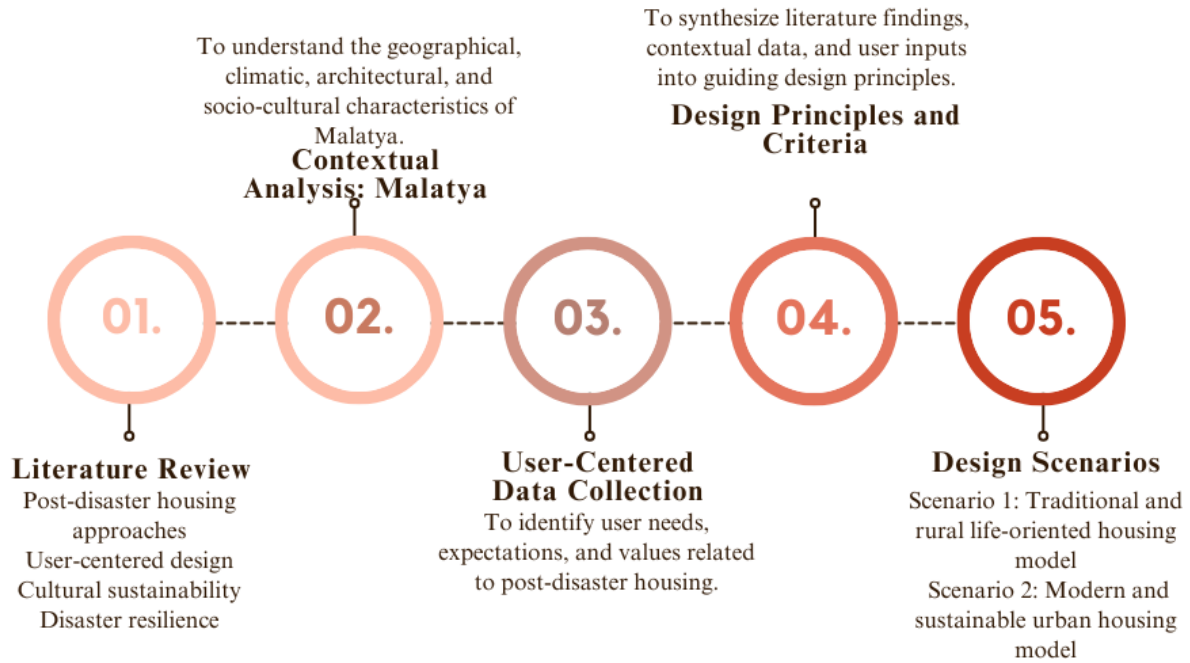 01.
Literature Review
Post-disaster housing
approaches
User-centered design
Cultural sustainability
Disaster resilience
To understand the geographical,
climatic, architectural, and
socio-cultural characteristics of
Malatya.
Contextual
Analysis: Malatya
02.
03.
User-Centered
Data Collection
To identify user needs,
expectations, and values related
to post-disaster housing.
To synthesize literature findings,
contextual data, and user inputs
into guiding design principles.
Design Principles and
Criteria
04.
05.
Design Scenarios
Scenario 1: Traditional and
rural life-oriented housing
model
Scenario 2: Modern and
sustainable urban housing
model